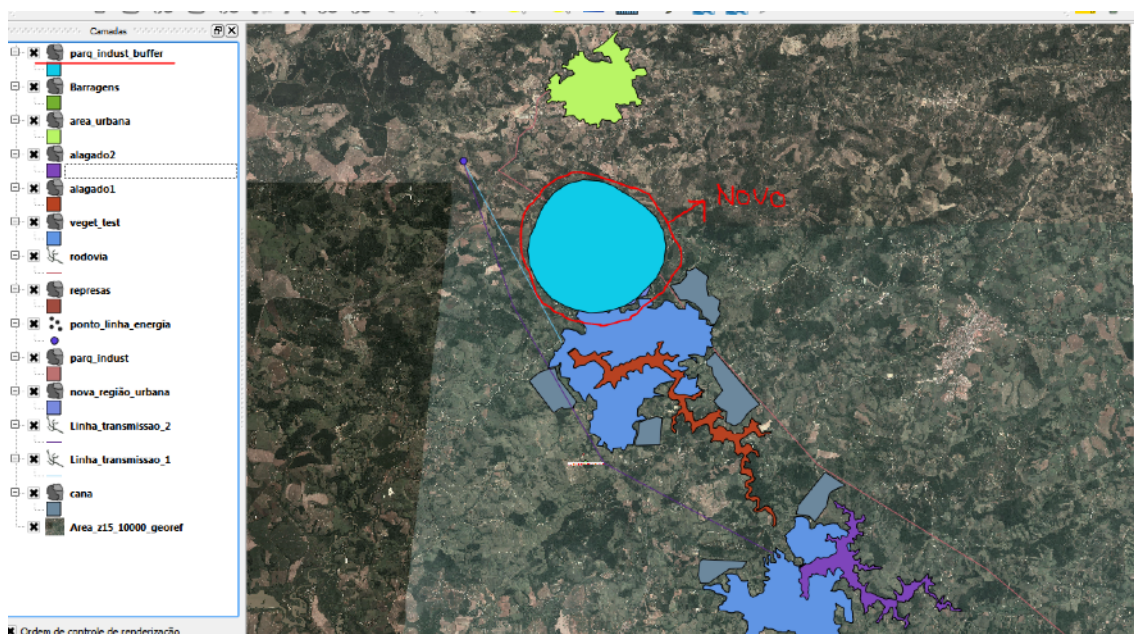 Camadas
parq_indust_buffer
Barragens
area_urbana
alagado2
alagado1
veget_test
rodovia
represas
ponto_linha_energia
parq_indust
nova_região_urbana
Linha_transmissao_2
Linha_transmissao_1
cana
Area_z15_10000_georef
Ordem de controle de renderização
Novo